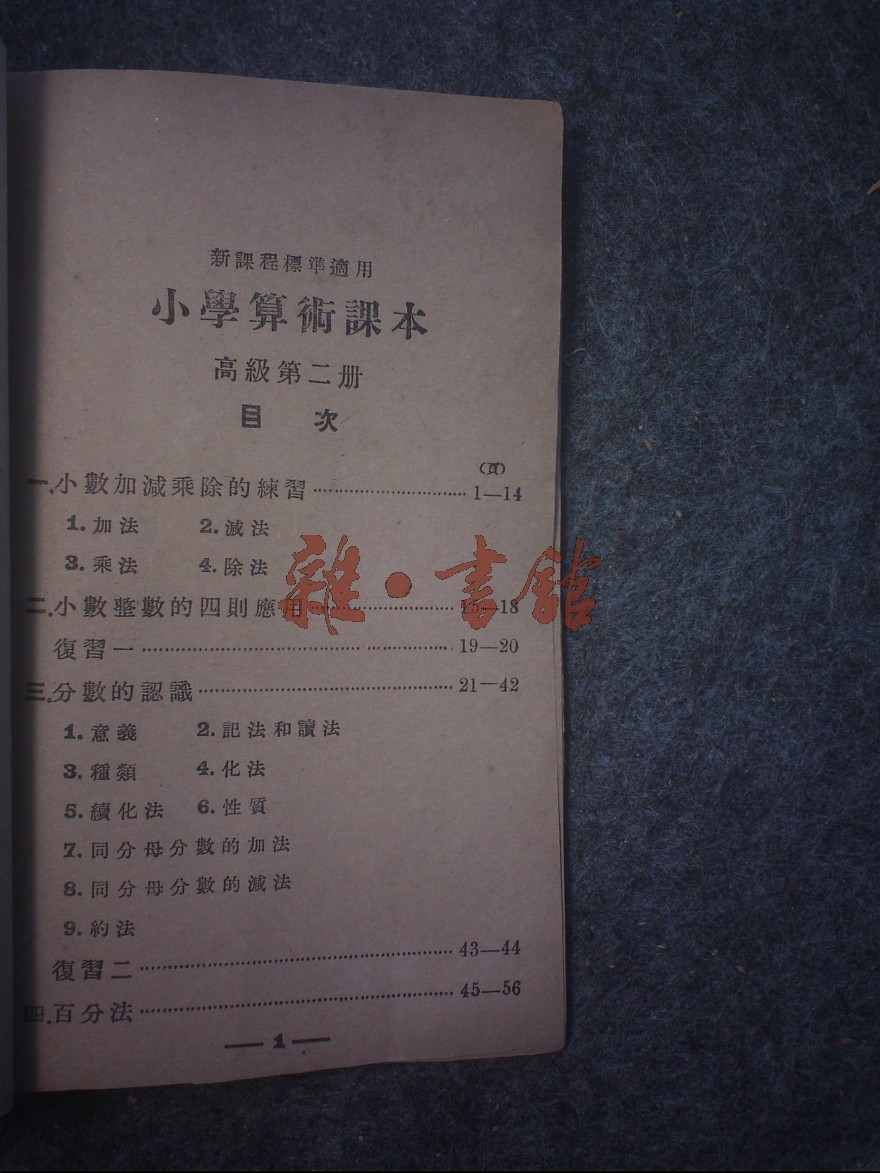 新課程標準適用
小學算術課本
高級第二册
目 次
(頁)
一.小數加減乘除的練習………………1—14
1.加法 2.減法
3.乘法 4.除法
二.小數整數的四則應用………………15—18
復習一………………19—20
三.分數的認識………………21—42
1.意義 2.記法和讀法
3.種類 4.化法
5.續化法 6.性質
7.同分母分數的加法
8.同分母分數的減法
9.約法
復習二………………43—44
四.百分法………………45—56
— 1 —
雜·書館